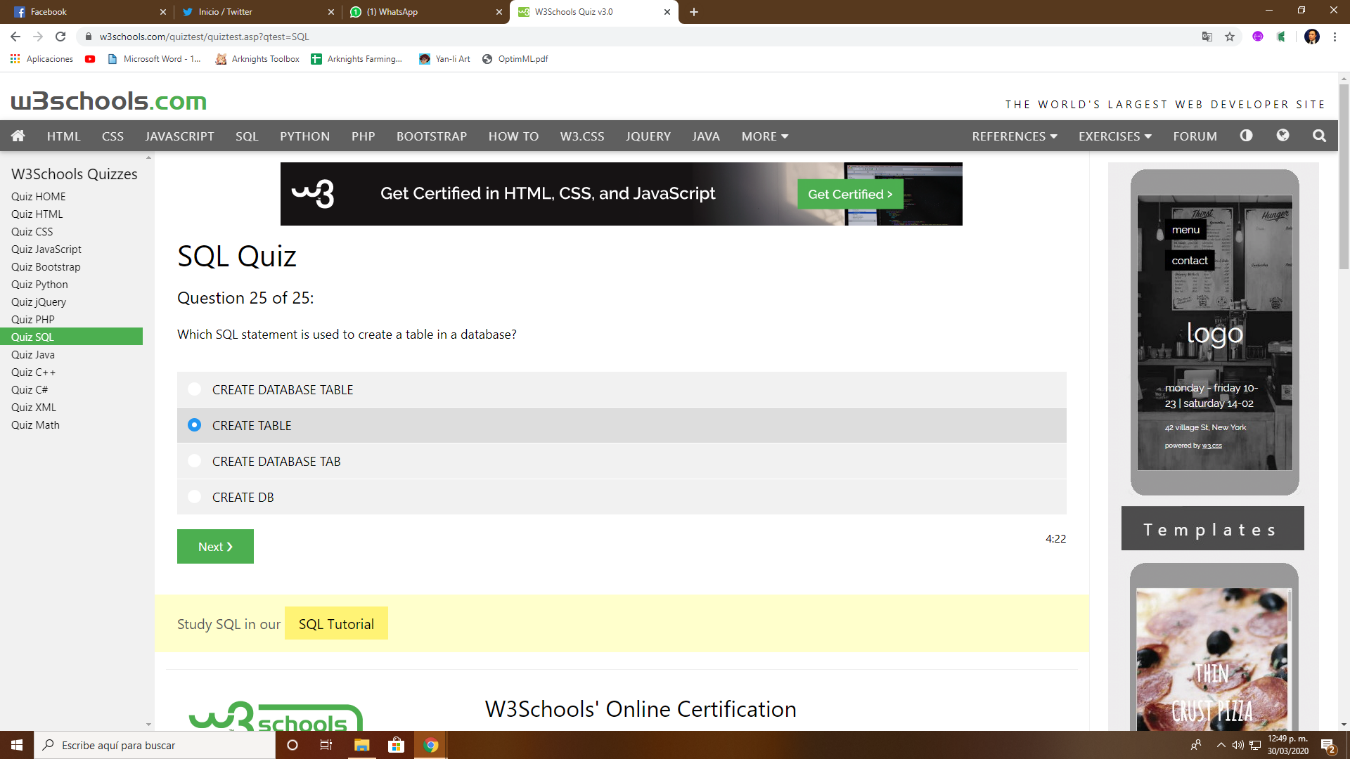 Facebook
Inicio / Twitter
(1) WhatsApp
W3Schools Quiz v3.0
w3schools.com/quiztest/quiztest.asp?qtest=SQL
Aplicaciones
Microsoft Word - 1...
Arknights Toolbox
Arknights Farming...
Yan-li Art
OptimML.pdf
w3schools.com
THE WORLD'S LARGEST WEB DEVELOPER SITE
HTML CSS JAVASCRIPT SQL PYTHON PHP BOOTSTRAP HOW TO W3.CSS JQUERY JAVA MORE REFERENCES EXERCISES FORUM
W3Schools Quizzes
Quiz HOME
Quiz HTML
Quiz CSS
Quiz JavaScript
Quiz Bootstrap
Quiz Python
Quiz jQuery
Quiz PHP
Quiz SQL
Quiz Java
Quiz C++
Quiz C#
Quiz XML
Quiz Math
w3 Get Certified in HTML, CSS, and JavaScript Get Certified >
SQL Quiz
Question 25 of 25:
Which SQL statement is used to create a table in a database?
CREATE DATABASE TABLE
CREATE TABLE
CREATE DATABASE TAB
CREATE DB
Next ❯
4:22
Study SQL in our SQL Tutorial
w3schools
W3Schools' Online Certification
Thirst Hunger
menu
contact
logo
monday - friday 10-
23 | saturday 14-02
42 village St, New York
powered by w3.css
Templates
THIN
CRUST PIZZA
Escribe aquí para buscar
12:49 p. m.
30/03/2020
2